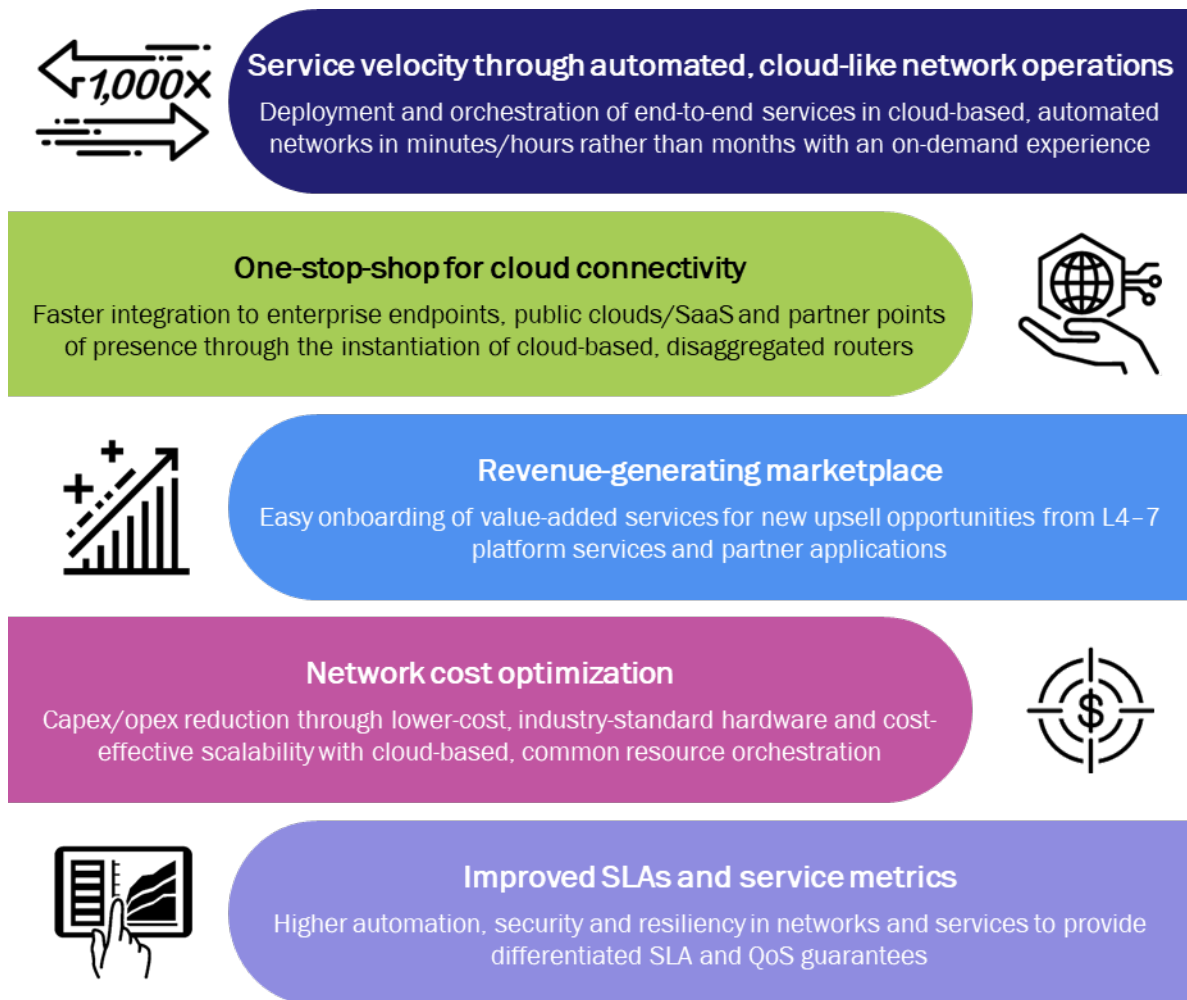 1,000X
Service velocity through automated, cloud-like network operations
Deployment and orchestration of end-to-end services in cloud-based, automated
networks in minutes/hours rather than months with an on-demand experience
One-stop-shop for cloud connectivity
Faster integration to enterprise endpoints, public clouds/SaaS and partner points
of presence through the instantiation of cloud-based, disaggregated routers
Revenue-generating marketplace
Easy onboarding of value-added services for new upsell opportunities from L4–7
platform services and partner applications
Network cost optimization
Capex/opex reduction through lower-cost, industry-standard hardware and cost-
effective scalability with cloud-based, common resource orchestration
$
Improved SLAs and service metrics
Higher automation, security and resiliency in networks and services to provide
differentiated SLA and QoS guarantees